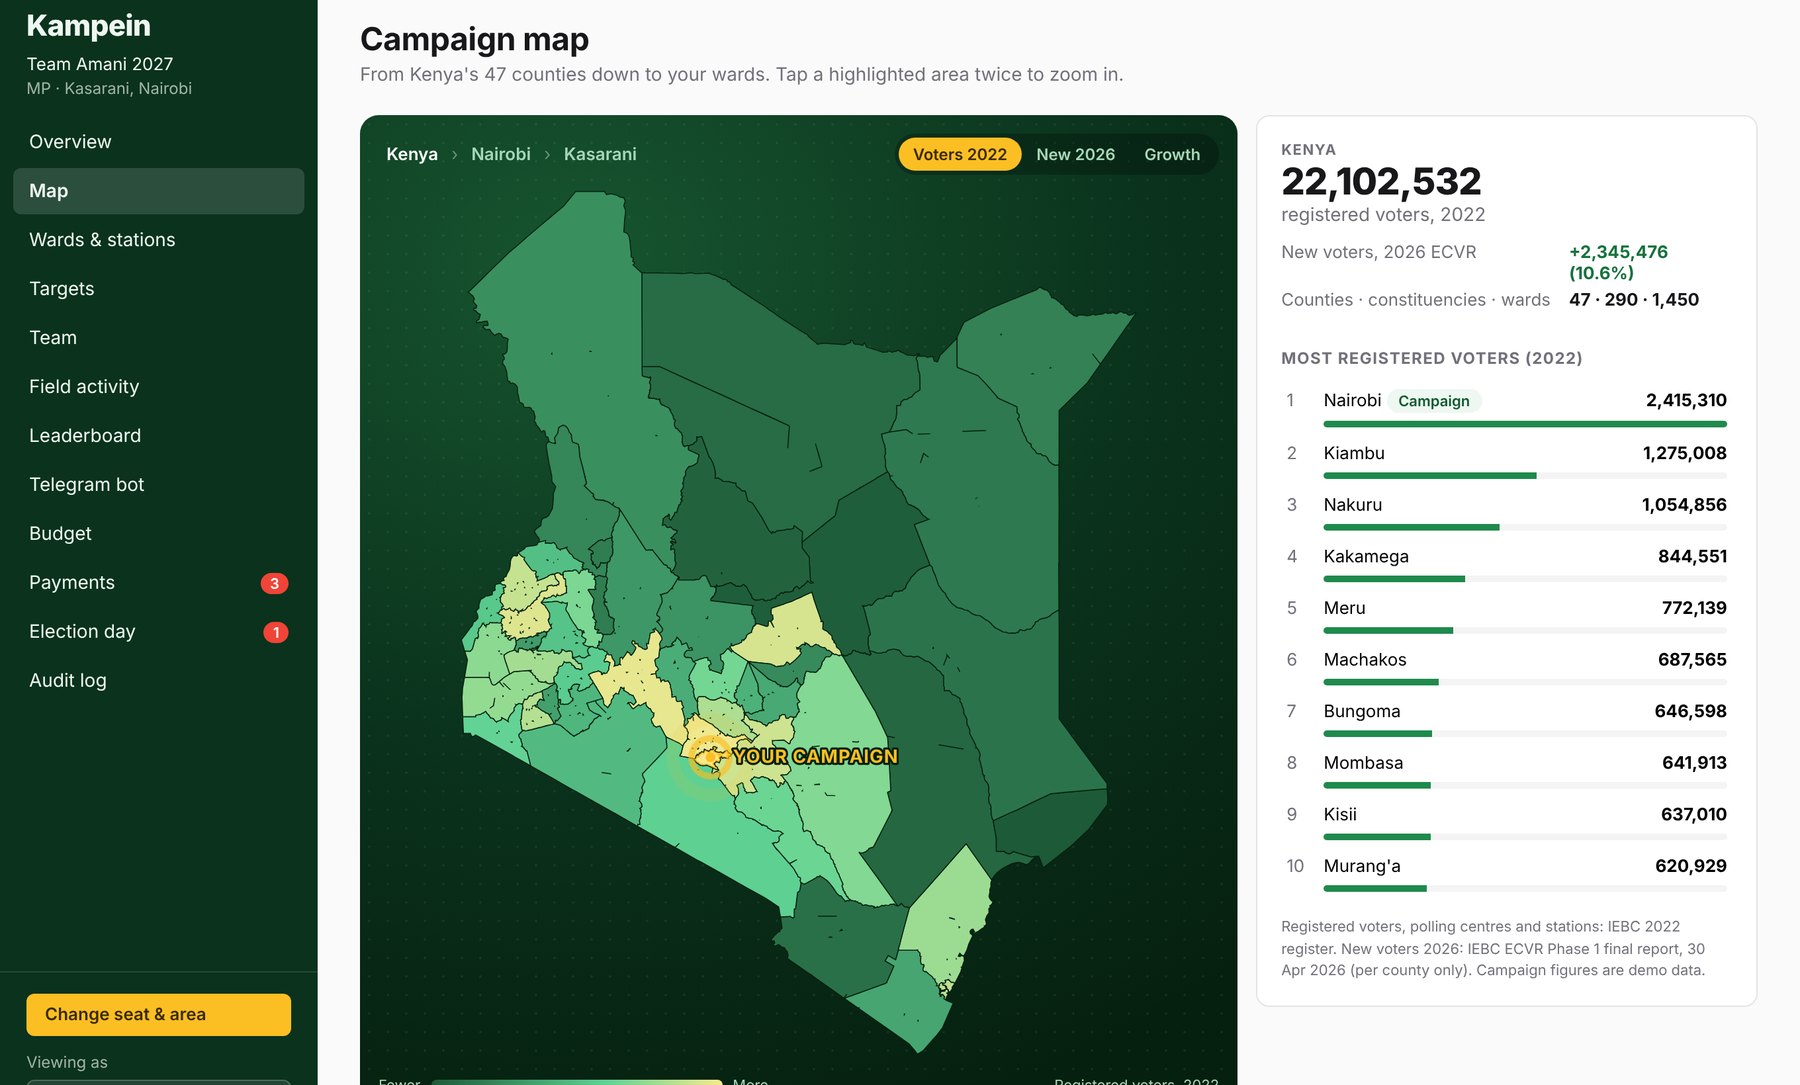 Kampein
Team Amani 2027
MP · Kasarani, Nairobi
Overview
Map
Wards & stations
Targets
Team
Field activity
Leaderboard
Telegram bot
Budget
Payments 3
Election day 1
Audit log
Change seat & area
Viewing as
Campaign map
From Kenya's 47 counties down to your wards. Tap a highlighted area twice to zoom in.
Kenya › Nairobi › Kasarani
Voters 2022 New 2026 Growth
YOUR CAMPAIGN
Fewer More Registered voters, 2022
KENYA
22,102,532
registered voters, 2022
New voters, 2026 ECVR +2,345,476
(10.6%)
Counties · constituencies · wards 47 · 290 · 1,450
MOST REGISTERED VOTERS (2022)
1 Nairobi Campaign 2,415,310
2 Kiambu 1,275,008
3 Nakuru 1,054,856
4 Kakamega 844,551
5 Meru 772,139
6 Machakos 687,565
7 Bungoma 646,598
8 Mombasa 641,913
9 Kisii 637,010
10 Murang'a 620,929
Registered voters, polling centres and stations: IEBC 2022
register. New voters 2026: IEBC ECVR Phase 1 final report, 30
Apr 2026 (per county only). Campaign figures are demo data.